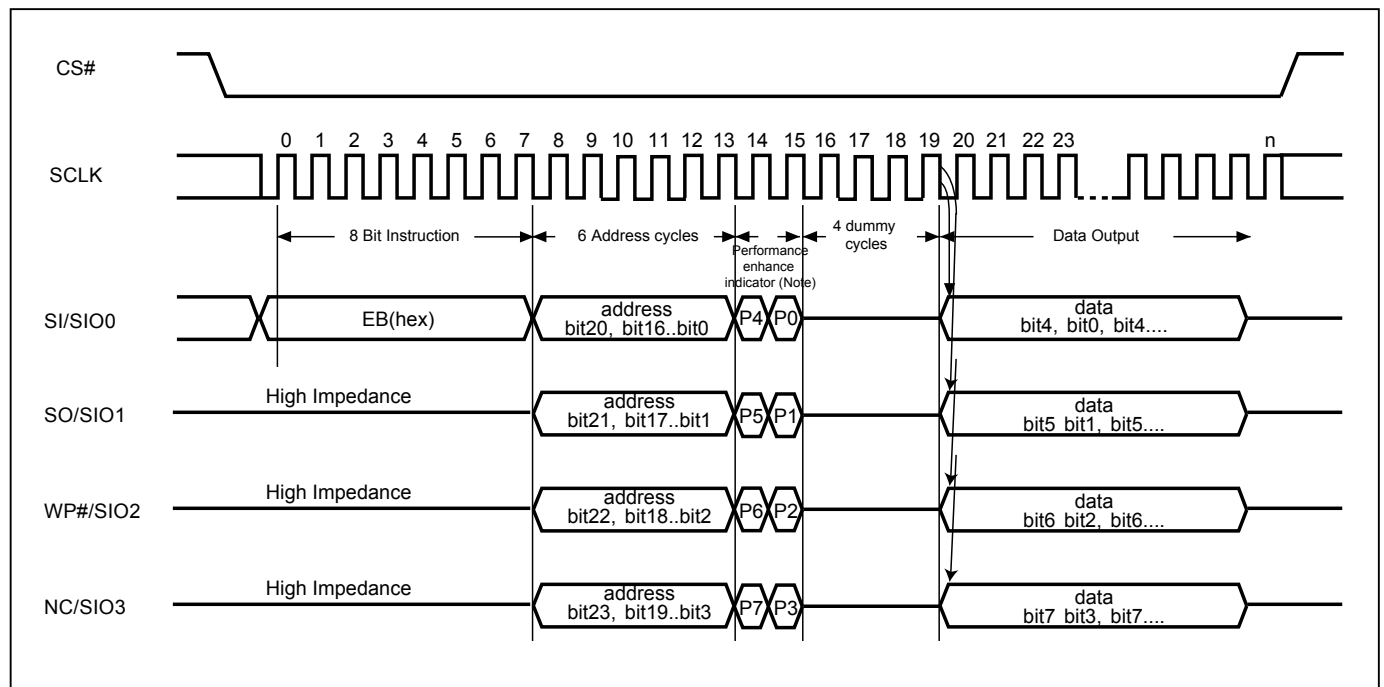 CS#
0 1 2 3 4 5 6 7 8 9 10 11 12 13 14 15 16 17 18 19 20 21 22 23 n
SCLK
8 Bit Instruction
6 Address cycles
Performance
enhance
indicator (Note)
4 dummy
cycles
Data Output
SI/SIO0
EB(hex)
address
bit20, bit16..bit0
P4 P0
data
bit4, bit0, bit4....
SO/SIO1
High Impedance
address
bit21, bit17..bit1
P5 P1
data
bit5 bit1, bit5....
WP#/SIO2
High Impedance
address
bit22, bit18..bit2
P6 P2
data
bit6 bit2, bit6....
NC/SIO3
High Impedance
address
bit23, bit19..bit3
P7 P3
data
bit7 bit3, bit7....